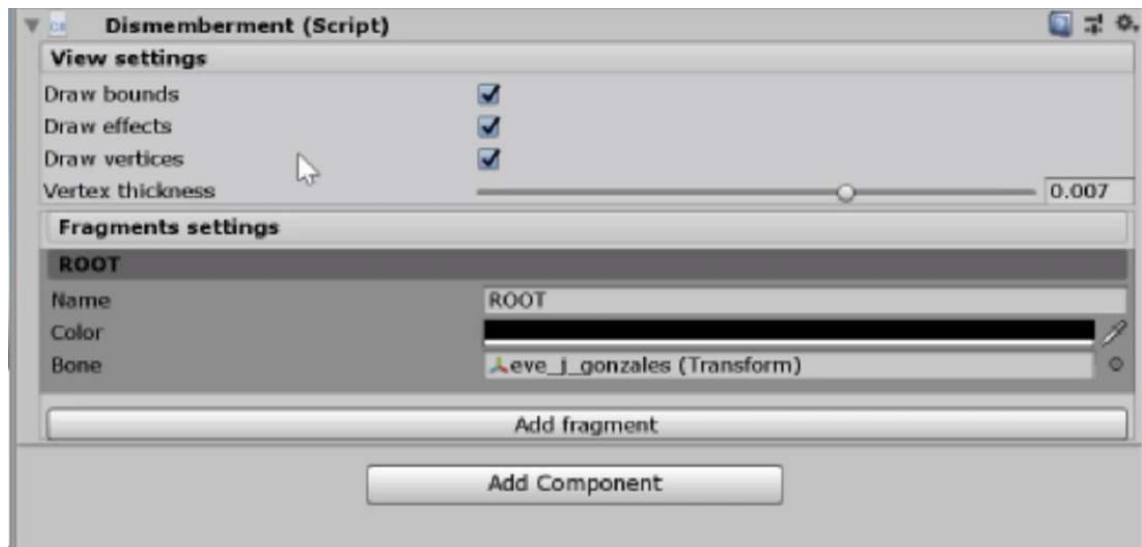 Dismemberment (Script)
View settings
Draw bounds
Draw effects
Draw vertices
Vertex thickness 0.007
Fragments settings
ROOT
Name ROOT
Color
Bone eve_j_gonzales (Transform)
Add fragment
Add Component